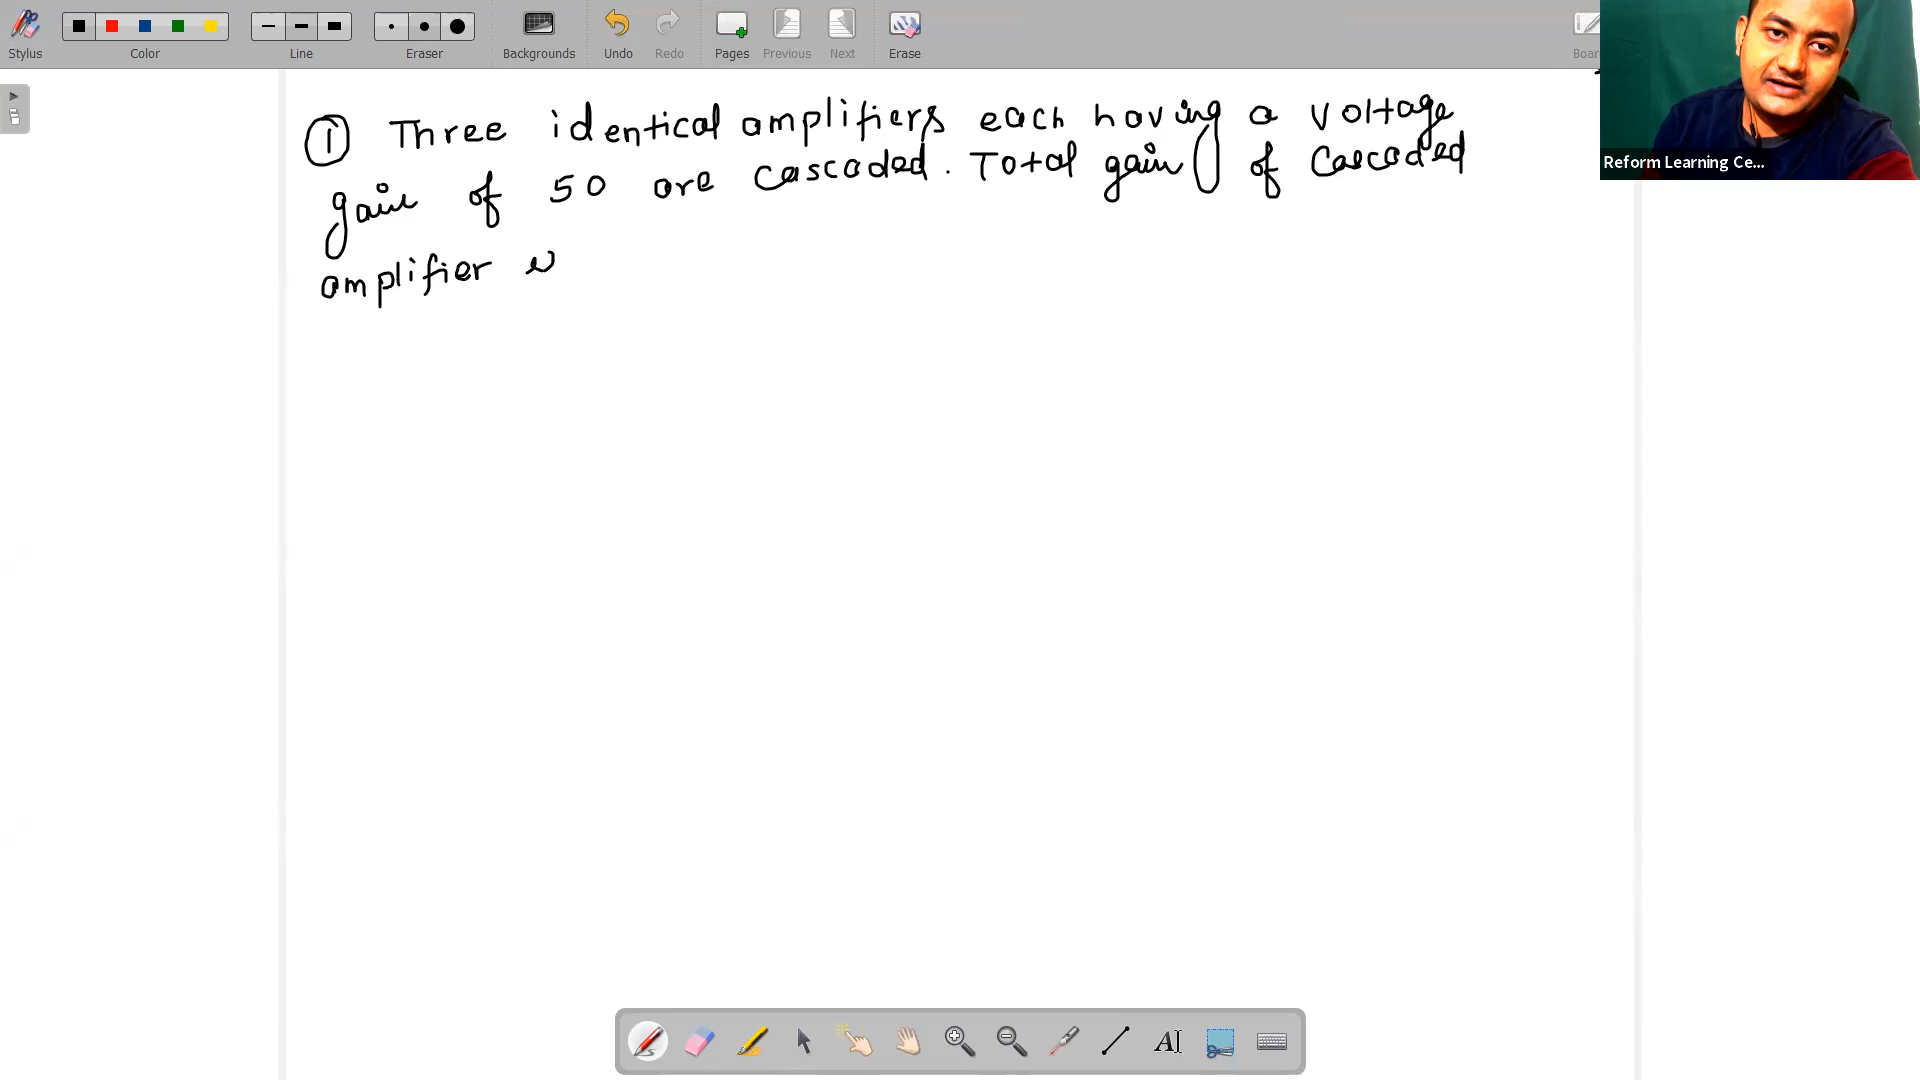 Stylus Color Line Eraser Backgrounds Undo Redo Pages Previous Next Erase Boar
① Three identical amplifiers each having a voltage
gain of 50 are cascaded. Total gain of cascaded
amplifier
Reform Learning Ce...